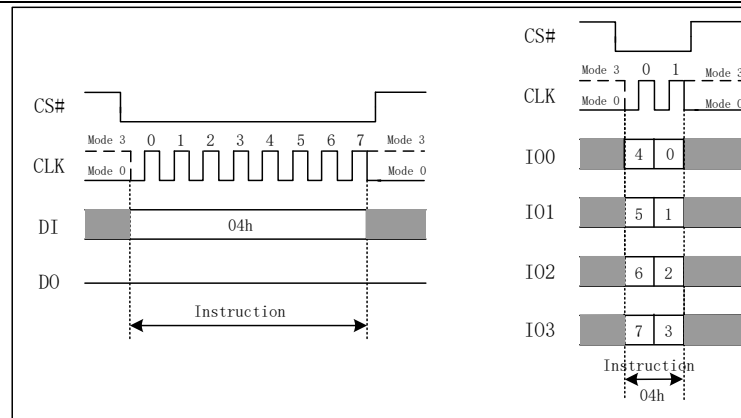 CS#
Mode 3 0 1 2 3 4 5 6 7 Mode 3
CLK
Mode 0 Mode 0
DI 04h
DO
Instruction
CS#
Mode 3 0 1 Mode 3
CLK
Mode 0 Mode 0
IO0 4 0
IO1 5 1
IO2 6 2
IO3 7 3
Instruction
04h